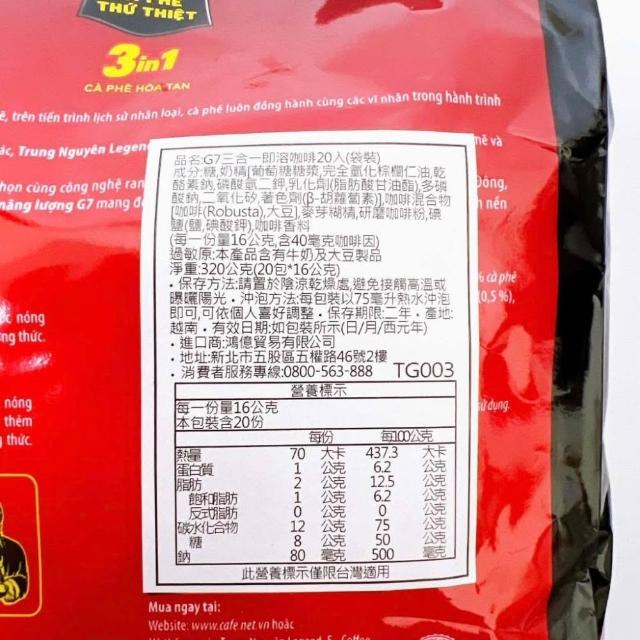 THỨ THIỆT
3in1
CÀ PHÊ HÒA TAN
ê, trên tiến trình lịch sử nhân loại, cà phê luôn đồng hành cùng các vĩ nhân trong hành trình
ác, Trung Nguyên Legen
nê và
họn cùng công nghệ ran
Đông,
năng lượng G7 mang đ
n nền
品名:G7三合一即溶咖啡20入(袋裝)
成分:糖,奶精[葡萄糖糖漿,完全氫化棕櫚仁油,乾
酪素鈉,磷酸氫二鉀,乳化劑(脂肪酸甘油酯),多磷
酸鈉,二氧化矽,著色劑(β-胡蘿蔔素)],咖啡混合物
[咖啡(Robusta),大豆],麥芽糊精,研磨咖啡粉,碘
鹽(鹽,碘酸鉀),咖啡香料
(每一份量16公克,含40毫克咖啡因)
過敏原:本產品含有牛奶及大豆製品
淨重:320公克(20包*16公克)
・保存方法:請置於陰涼乾燥處,避免接觸高溫或
曝曬陽光・沖泡方法:每包裝以75毫升熱水沖泡
即可,可依個人喜好調整・保存期限:二年・產地:
越南・有效日期:如包裝所示(日/月/西元年)
・進口商:鴻億貿易有限公司
・地址:新北市五股區五權路46號2樓
・消費者服務專線:0800-563-888 TG003
% cà phê
(0,5 %),
c nóng
ng thức.
nóng
thêm
thức.
sử dụng.
營養標示
每一份量16公克
本包裝含20份
每份 每100公克
熱量 70 大卡 437.3 大卡
蛋白質 1 公克 6.2 公克
脂肪 2 公克 12.5 公克
飽和脂肪 1 公克 6.2 公克
反式脂肪 0 公克 0 公克
碳水化合物 12 公克 75 公克
糖 8 公克 50 公克
鈉 80 毫克 500 毫克
此營養標示僅限台灣適用
Mua ngay tại:
Website: www.cafe.net.vn hoặc